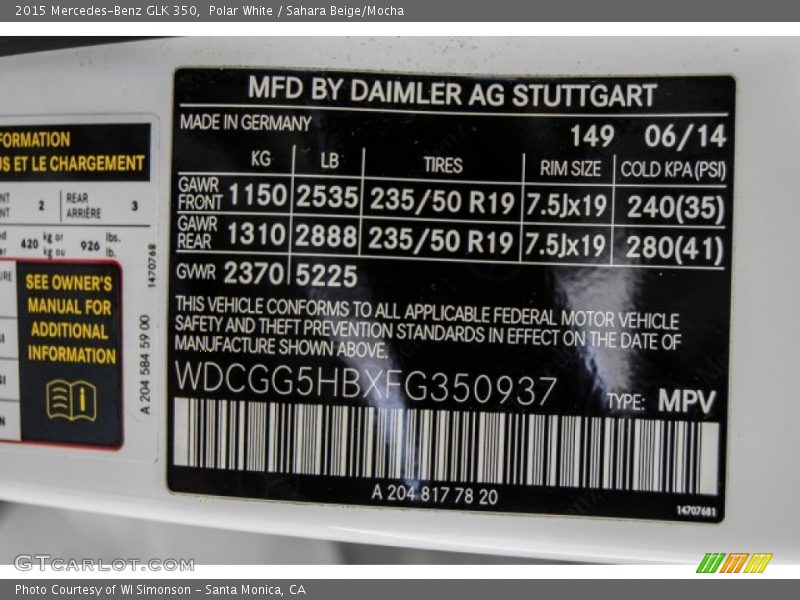 2015 Mercedes-Benz GLK 350, Polar White / Sahara Beige/Mocha
FORMATION
ET LE CHARGEMENT
2 REAR ARRIÈRE 3
420 kg or kg ou 926 lbs. lb.
SEE OWNER'S
MANUAL FOR
ADDITIONAL
INFORMATION
1470768
A 204 584 59 00
MFD BY DAIMLER AG STUTTGART
MADE IN GERMANY
149 06/14
KG LB TIRES RIM SIZE COLD KPA (PSI)
GAWR FRONT 1150 2535 235/50 R19 7.5Jx19 240(35)
GAWR REAR 1310 2888 235/50 R19 7.5Jx19 280(41)
GWR 2370 5225
THIS VEHICLE CONFORMS TO ALL APPLICABLE FEDERAL MOTOR VEHICLE
SAFETY AND THEFT PREVENTION STANDARDS IN EFFECT ON THE DATE OF
MANUFACTURE SHOWN ABOVE.
WDCGG5HBXFG350937 TYPE: MPV
A 204 817 78 20
14707681
GTcarlot.com
Photo Courtesy of WI Simonson - Santa Monica, CA